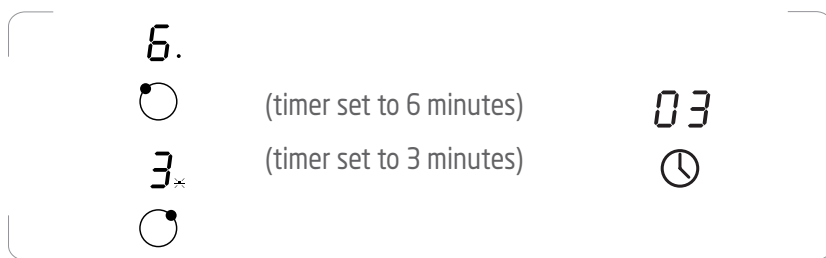 6.
(timer set to 6 minutes)
03
(timer set to 3 minutes)
3.